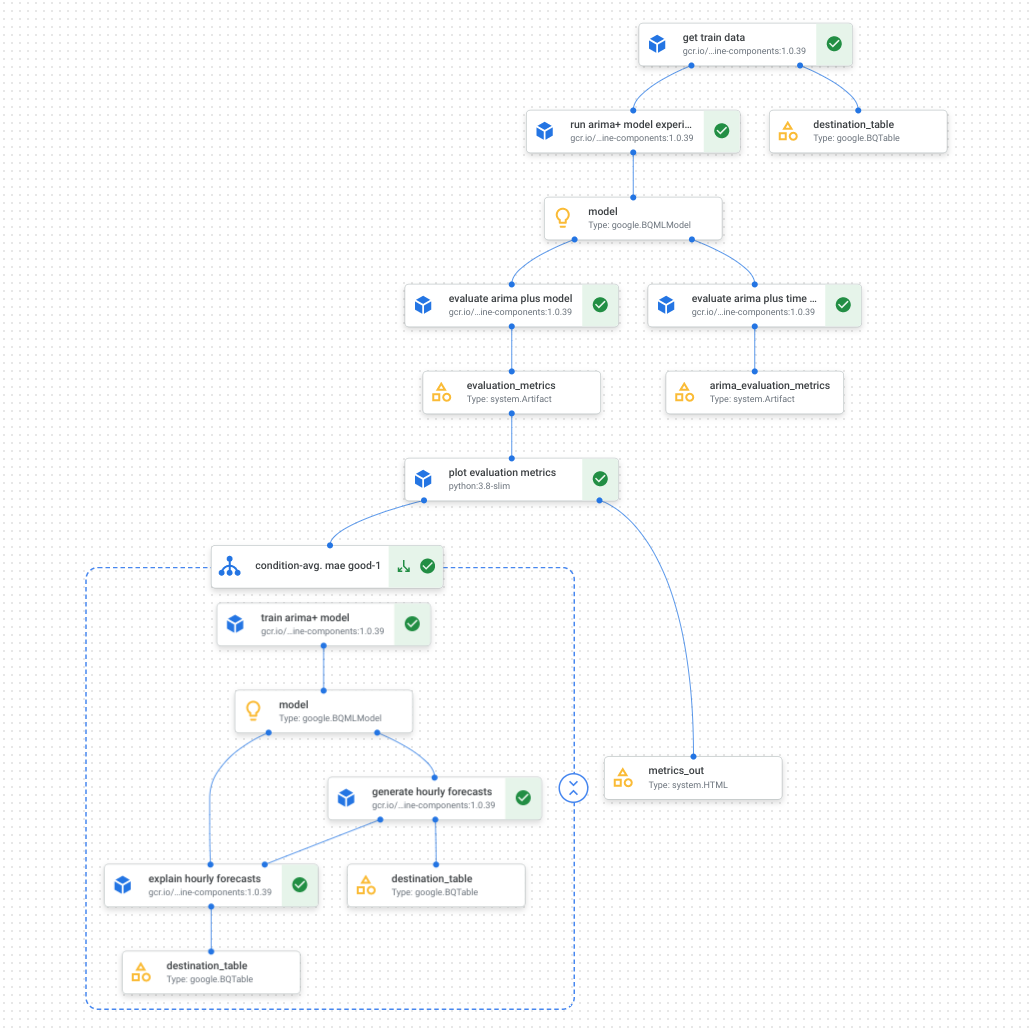 get train data
gcr.io/...ine-components:1.0.39
run arima+ model experi...
gcr.io/...ine-components:1.0.39
destination_table
Type: google.BQTable
model
Type: google.BQMLModel
evaluate arima plus model
gcr.io/...ine-components:1.0.39
evaluate arima plus time ...
gcr.io/...ine-components:1.0.39
evaluation_metrics
Type: system.Artifact
arima_evaluation_metrics
Type: system.Artifact
plot evaluation metrics
python:3.8-slim
condition-avg. mae good-1
train arima+ model
gcr.io/...ine-components:1.0.39
model
Type: google.BQMLModel
metrics_out
Type: system.HTML
generate hourly forecasts
gcr.io/...ine-components:1.0.39
explain hourly forecasts
gcr.io/...ine-components:1.0.39
destination_table
Type: google.BQTable
destination_table
Type: google.BQTable